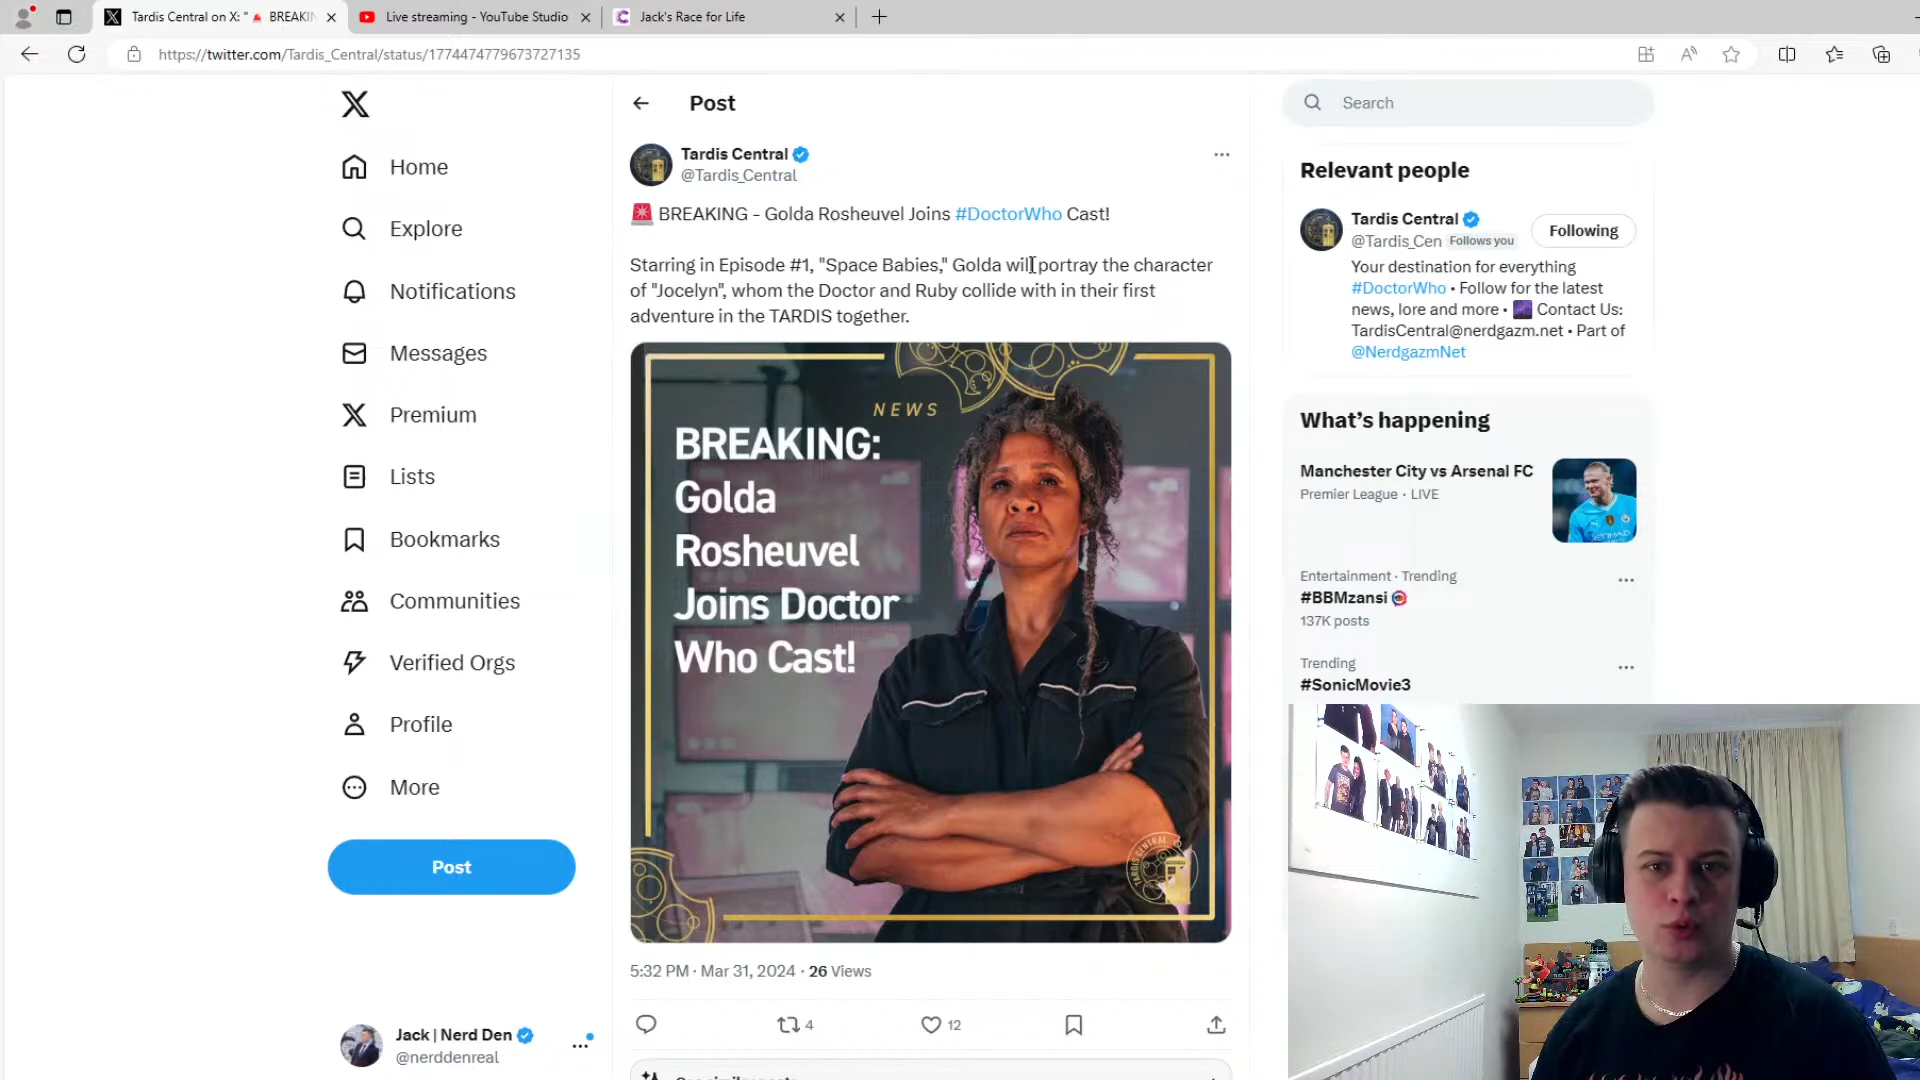 Tardis Central on X: " 🚨 BREAKIN
Live streaming - YouTube Studio
Jack's Race for Life
https://twitter.com/Tardis_Central/status/1774474779673727135
Home
Explore
Notifications
Messages
Premium
Lists
Bookmarks
Communities
Verified Orgs
Profile
More
Post
Jack | Nerd Den
@nerddenreal
Post
Tardis Central
@Tardis_Central
🚨 BREAKING - Golda Rosheuvel Joins #DoctorWho Cast!
Starring in Episode #1, "Space Babies," Golda will portray the character
of "Jocelyn", whom the Doctor and Ruby collide with in their first
adventure in the TARDIS together.
NEWS
BREAKING:
Golda
Rosheuvel
Joins Doctor
Who Cast!
TARDIS CENTRAL
5:32 PM · Mar 31, 2024 · 26 Views
4
12
Search
Relevant people
Tardis Central
@Tardis_Cen Follows you
Following
Your destination for everything
#DoctorWho • Follow for the latest
news, lore and more • Contact Us:
TardisCentral@nerdgazm.net • Part of
@NerdgazmNet
What's happening
Manchester City vs Arsenal FC
Premier League · LIVE
Entertainment · Trending
#BBMzansi
137K posts
Trending
#SonicMovie3